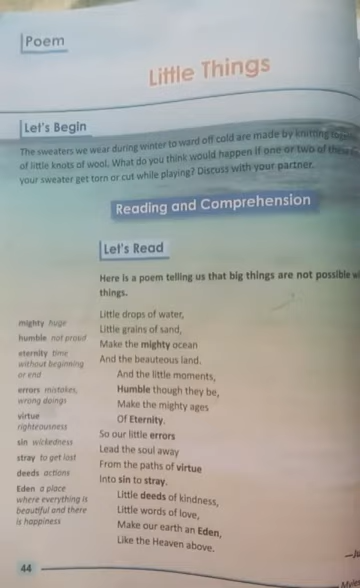 Poem
Little Things
Let's Begin
The sweaters we wear during winter to ward off cold are made by knitting
of little knots of wool. What do you think would happen if one or two of these
your sweater get torn or cut while playing? Discuss with your partner.
Reading and Comprehension
Let's Read
Here is a poem telling us that big things are not possible
things.
Little drops of water,
Little grains of sand,
Make the mighty ocean
And the beauteous land.
And the little moments,
Humble though they be,
Make the mighty ages
Of Eternity.
So our little errors
Lead the soul away
From the paths of virtue
Into sin to stray.
Little deeds of kindness,
Little words of love,
Make our earth an Eden,
Like the Heaven above.
mighty huge
humble not proud
eternity time
without beginning
or end
errors mistakes,
wrong doings
virtue
righteousness
sin wickedness
stray to get lost
deeds actions
Eden a place
where everything is
beautiful and there
is happiness
44